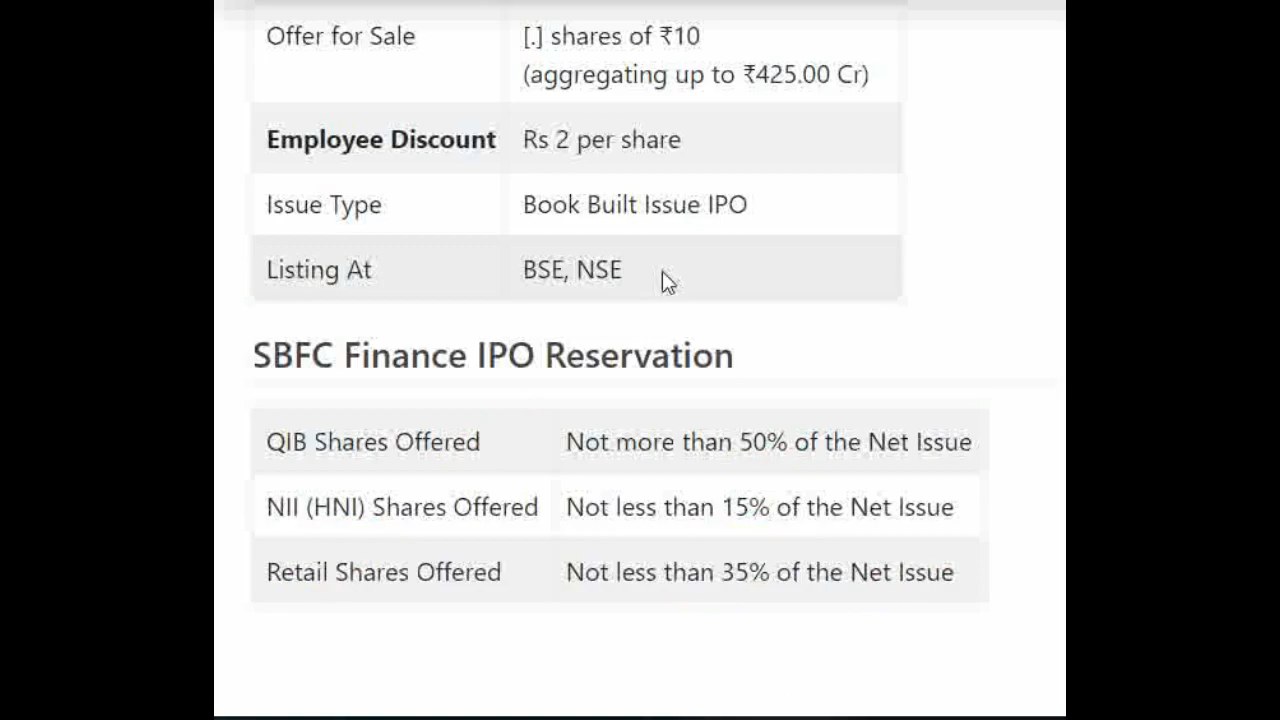 Offer for Sale [.] shares of ₹10
(aggregating up to ₹425.00 Cr)
Employee Discount Rs 2 per share
Issue Type Book Built Issue IPO
Listing At BSE, NSE
SBFC Finance IPO Reservation
QIB Shares Offered Not more than 50% of the Net Issue
NII (HNI) Shares Offered Not less than 15% of the Net Issue
Retail Shares Offered Not less than 35% of the Net Issue